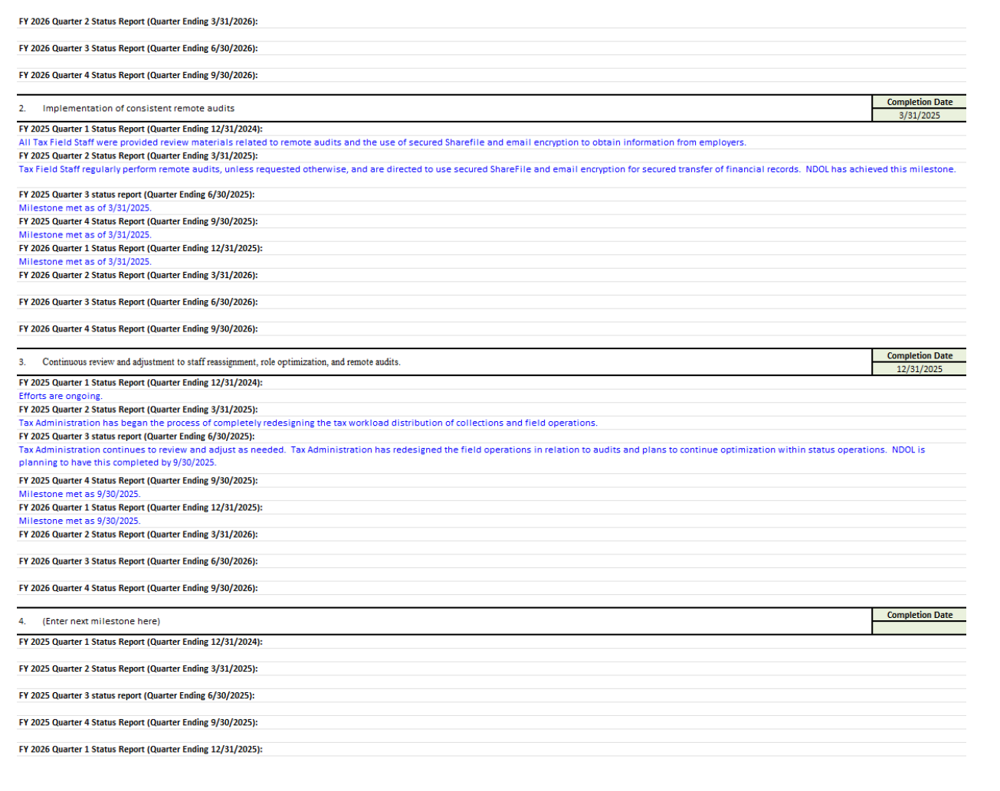 FY 2026 Quarter 2 Status Report (Quarter Ending 3/31/2026):
FY 2026 Quarter 3 Status Report (Quarter Ending 6/30/2026):
FY 2026 Quarter 4 Status Report (Quarter Ending 9/30/2026):
2. Implementation of consistent remote audits
Completion Date
3/31/2025
FY 2025 Quarter 1 Status Report (Quarter Ending 12/31/2024):
All Tax Field Staff were provided review materials related to remote audits and the use of secured Sharefile and email encryption to obtain information from employers.
FY 2025 Quarter 2 Status Report (Quarter Ending 3/31/2025):
Tax Field Staff regularly perform remote audits, unless requested otherwise, and are directed to use secured ShareFile and email encryption for secured transfer of financial records.  NDOL has achieved this milestone.
FY 2025 Quarter 3 status report (Quarter Ending 6/30/2025):
Milestone met as of 3/31/2025.
FY 2025 Quarter 4 Status Report (Quarter Ending 9/30/2025):
Milestone met as of 3/31/2025.
FY 2026 Quarter 1 Status Report (Quarter Ending 12/31/2025):
Milestone met as of 3/31/2025.
FY 2026 Quarter 2 Status Report (Quarter Ending 3/31/2026):
FY 2026 Quarter 3 Status Report (Quarter Ending 6/30/2026):
FY 2026 Quarter 4 Status Report (Quarter Ending 9/30/2026):
3. Continuous review and adjustment to staff reassignment, role optimization, and remote audits.
Completion Date
12/31/2025
FY 2025 Quarter 1 Status Report (Quarter Ending 12/31/2024):
Efforts are ongoing.
FY 2025 Quarter 2 Status Report (Quarter Ending 3/31/2025):
Tax Administration has began the process of completely redesigning the tax workload distribution of collections and field operations.
FY 2025 Quarter 3 status report (Quarter Ending 6/30/2025):
Tax Administration continues to review and adjust as needed.  Tax Administration has redesigned the field operations in relation to audits and plans to continue optimization within status operations.  NDOL is
planning to have this completed by 9/30/2025.
FY 2025 Quarter 4 Status Report (Quarter Ending 9/30/2025):
Milestone met as 9/30/2025.
FY 2026 Quarter 1 Status Report (Quarter Ending 12/31/2025):
Milestone met as 9/30/2025.
FY 2026 Quarter 2 Status Report (Quarter Ending 3/31/2026):
FY 2026 Quarter 3 Status Report (Quarter Ending 6/30/2026):
FY 2026 Quarter 4 Status Report (Quarter Ending 9/30/2026):
4. (Enter next milestone here)
Completion Date
FY 2025 Quarter 1 Status Report (Quarter Ending 12/31/2024):
FY 2025 Quarter 2 Status Report (Quarter Ending 3/31/2025):
FY 2025 Quarter 3 status report (Quarter Ending 6/30/2025):
FY 2025 Quarter 4 Status Report (Quarter Ending 9/30/2025):
FY 2026 Quarter 1 Status Report (Quarter Ending 12/31/2025):